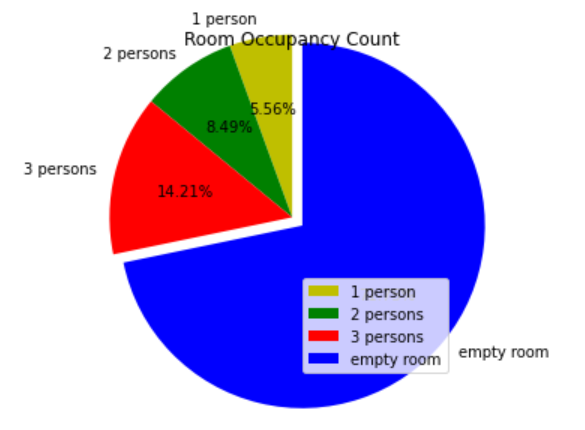 1 person
Room Occupancy Count
2 persons
5.56%
8.49%
3 persons
14.21%
1 person
2 persons
3 persons
empty room
empty room